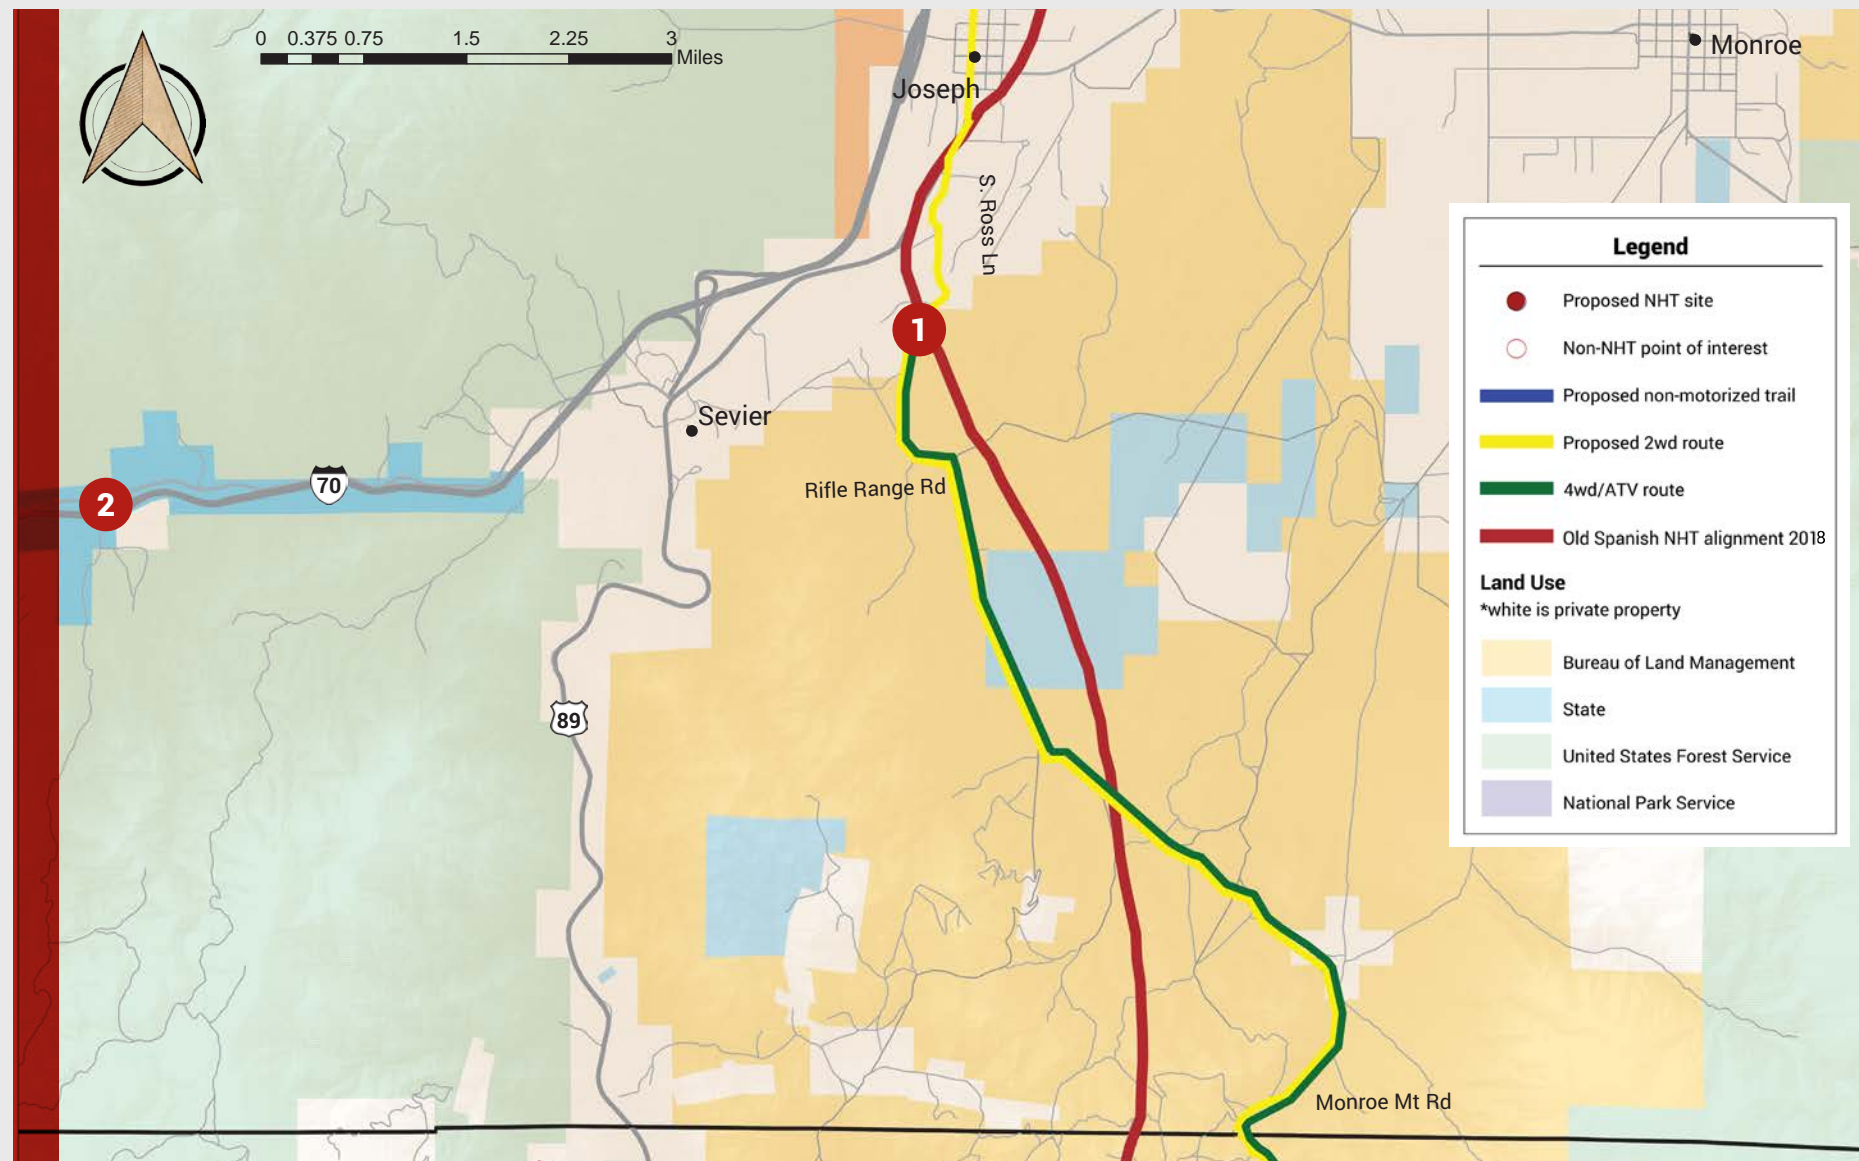 0 0.375 0.75 1.5 2.25 3
Miles
Joseph
Monroe
S. Ross Ln
1
Sevier
Rifle Range Rd
70
2
89
Monroe Mt Rd
Legend
Proposed NHT site
Non-NHT point of interest
Proposed non-motorized trail
Proposed 2wd route
4wd/ATV route
Old Spanish NHT alignment 2018
Land Use
*white is private property
Bureau of Land Management
State
United States Forest Service
National Park Service